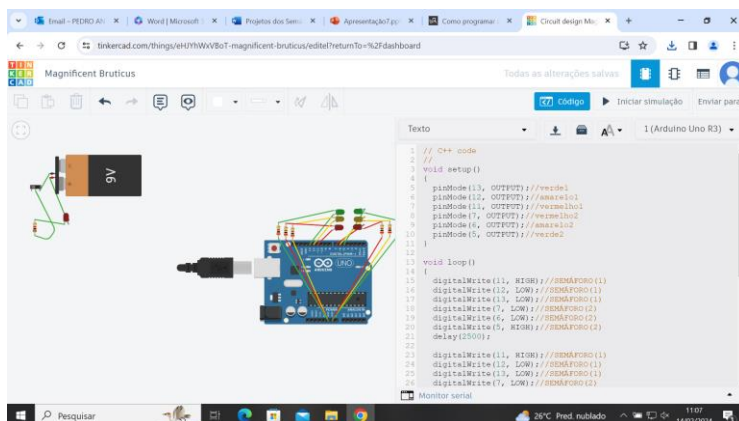 Email - PEDRO AN
Word | Microsoft
Projetos dos Sem
Apresentação7.pp
Como programar
Circuit design Ma
tinkercad.com/things/eHJYhWxV8oT-magnificent-bruticus/editel?returnTo=%2Fdashboard
TIN
KER
CAD
Magnificent Bruticus
Todas as alterações salvas
Código
Iniciar simulação
Enviar para
Texto
1 (Arduino Uno R3)
9V
UNO
1 // C++ code
2 //
3 void setup()
4 {
5 pinMode(13, OUTPUT);//verde1
6 pinMode(12, OUTPUT);//amarelo1
7 pinMode(11, OUTPUT);//vermelho1
8 pinMode(7, OUTPUT);//vermelho2
9 pinMode(6, OUTPUT);//amarelo2
10 pinMode(5, OUTPUT);//verde2
11 }
12
13 void loop()
14 {
15 digitalWrite(11, HIGH);//SEMÁFORO(1)
16 digitalWrite(12, LOW);//SEMÁFORO(1)
17 digitalWrite(13, LOW);//SEMÁFORO(1)
18 digitalWrite(7, LOW);//SEMÁFORO(2)
19 digitalWrite(6, LOW);//SEMÁFORO(2)
20 digitalWrite(5, HIGH);//SEMÁFORO(2)
21 delay(2500);
22
23 digitalWrite(11, HIGH);//SEMÁFORO(1)
24 digitalWrite(12, LOW);//SEMÁFORO(1)
25 digitalWrite(13, LOW);//SEMÁFORO(1)
26 digitalWrite(7, LOW);//SEMÁFORO(2)
Monitor serial
Pesquisar
26°C Pred. nublado
11:07
14/03/2024